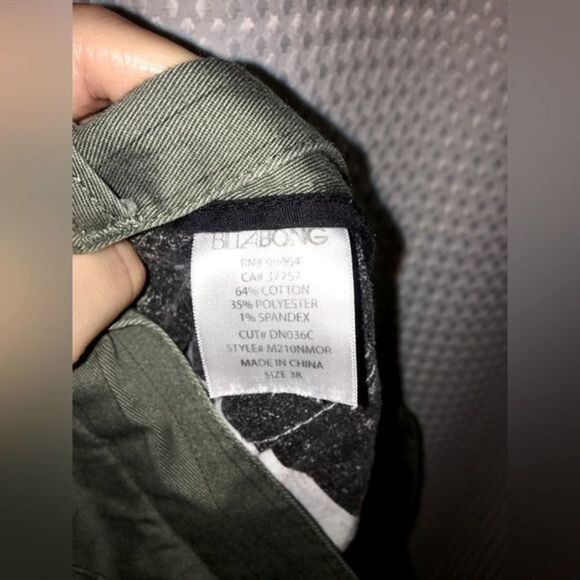 BILLABONG
RN# 99964
CA# 37757
64% COTTON
35% POLYESTER
1% SPANDEX
CUT# DN036C
STYLE# M210NMOR
MADE IN CHINA
SIZE 38